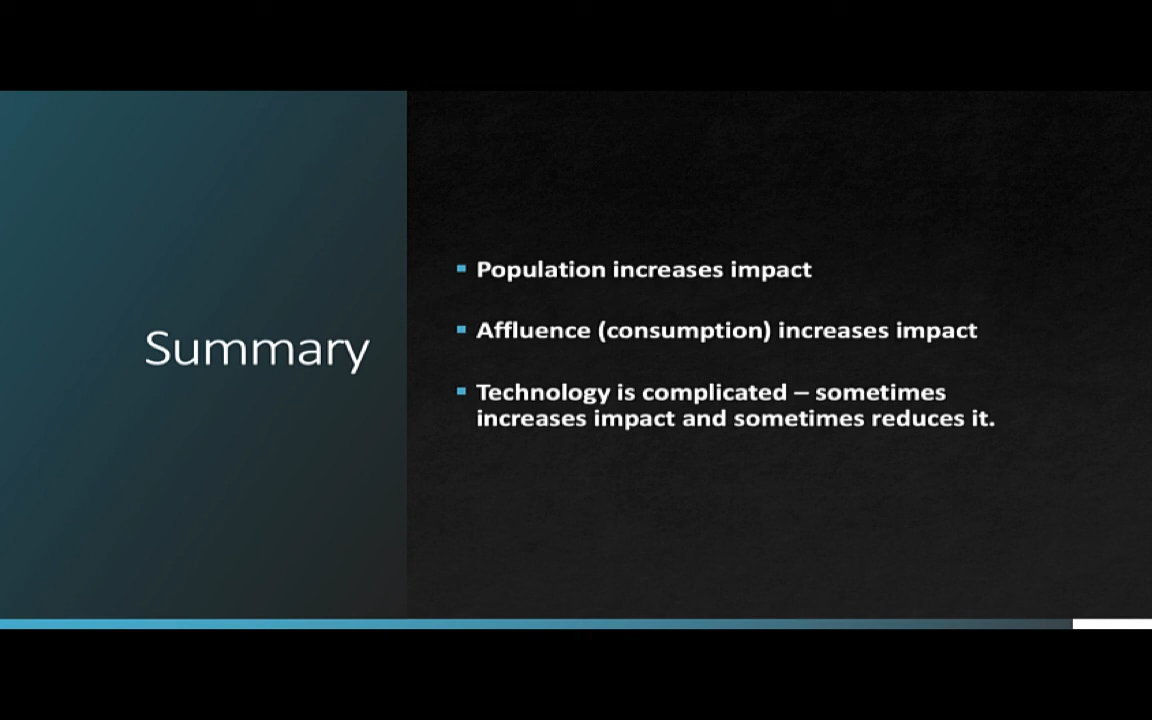 Summary
Population increases impact
Affluence (consumption) increases impact
Technology is complicated – sometimes
increases impact and sometimes reduces it.